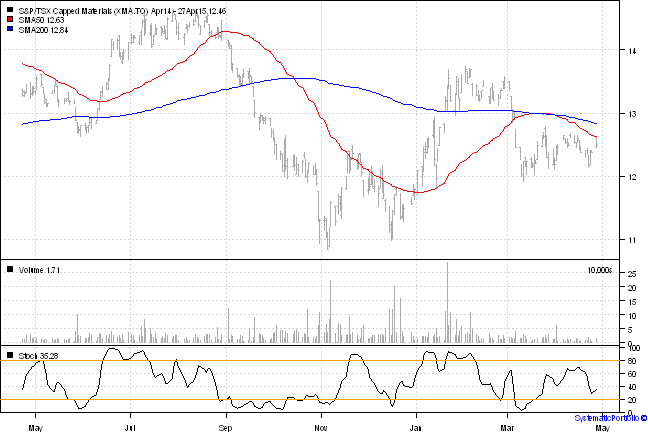 S&P/TSX Capped Materials (XMA.TO) Apr14 - 27Apr15,12.46
SMA50 12.63
SMA200 12.84
14
13
12
11
Volume 1.71
10,000s
25
20
15
10
5
0
Stoch 35.28
100
80
60
40
20
0
May
Jul
Sep
Nov
Jan
Mar
May
SystematicPortfolio ©